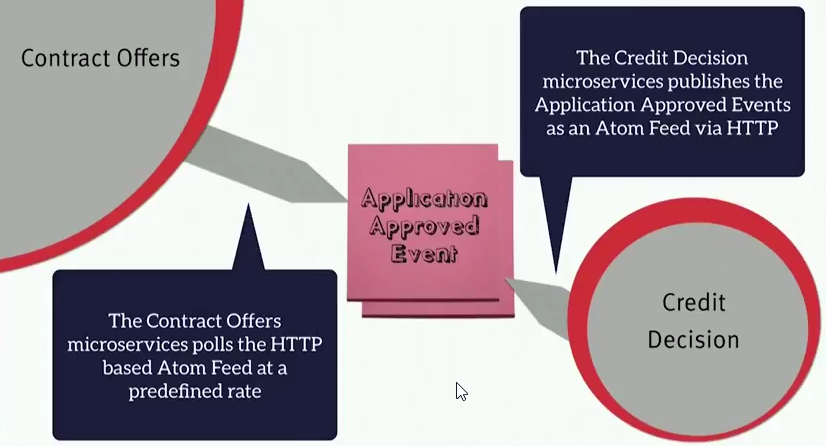 Contract Offers
The Credit Decision
microservices publishes the
Application Approved Events
as an Atom Feed via HTTP
Application
Approved
Event
The Contract Offers
microservices polls the HTTP
based Atom Feed at a
predefined rate
Credit
Decision